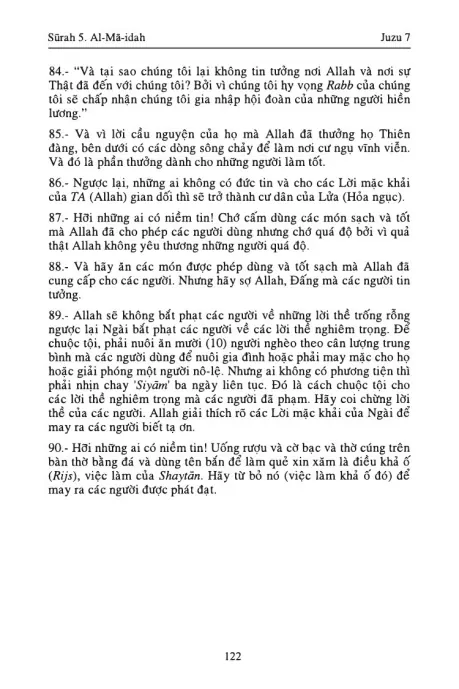 Sūrah 5. Al-Mā-idah Juzu 7
84.- “Và tại sao chúng tôi lại không tin tưởng nơi Allah và nơi sự
Thật đã đến với chúng tôi? Bởi vì chúng tôi hy vọng Rabb của chúng
tôi sẽ chấp nhận chúng tôi gia nhập hội đoàn của những người hiền
lương.”
85.- Và vì lời cầu nguyện của họ mà Allah đã thưởng họ Thiên
đàng, bên dưới có các dòng sông chảy để làm nơi cư ngụ vĩnh viễn.
Và đó là phần thưởng dành cho những người làm tốt.
86.- Ngược lại, những ai không có đức tin và cho các Lời mặc khải
của TA (Allah) gian dối thì sẽ trở thành cư dân của Lửa (Hỏa ngục).
87.- Hỡi những ai có niềm tin! Chớ cấm dùng các món sạch và tốt
mà Allah đã cho phép các người dùng nhưng chớ quá độ bởi vì quả
thật Allah không yêu thương những người quá độ.
88.- Và hãy ăn các món được phép dùng và tốt sạch mà Allah đã
cung cấp cho các người. Nhưng hãy sợ Allah, Đấng mà các người tin
tưởng.
89.- Allah sẽ không bắt phạt các người về những lời thề trống rỗng
ngược lại Ngài bắt phạt các người về các lời thề nghiêm trọng. Để
chuộc tội, phải nuôi ăn mười (10) người nghèo theo cân lượng trung
bình mà các người dùng để nuôi gia đình hoặc phải may mặc cho họ
hoặc giải phóng một người nô-lệ. Nhưng ai không có phương tiện thì
phải nhịn chay ‘Siyām’ ba ngày liên tục. Đó là cách chuộc tội cho
các lời thề nghiêm trọng mà các người đã phạm. Hãy coi chừng lời
thề của các người. Allah giải thích rõ các Lời mặc khải của Ngài để
may ra các người biết tạ ơn.
90.- Hỡi những ai có niềm tin! Uống rượu và cờ bạc và thờ cúng trên
bàn thờ bằng đá và dùng tên bắn để làm quẻ xin xăm là điều khả ố
(Rijs), việc làm của Shaytān. Hãy từ bỏ nó (việc làm khả ố đó) để
may ra các người được phát đạt.
122